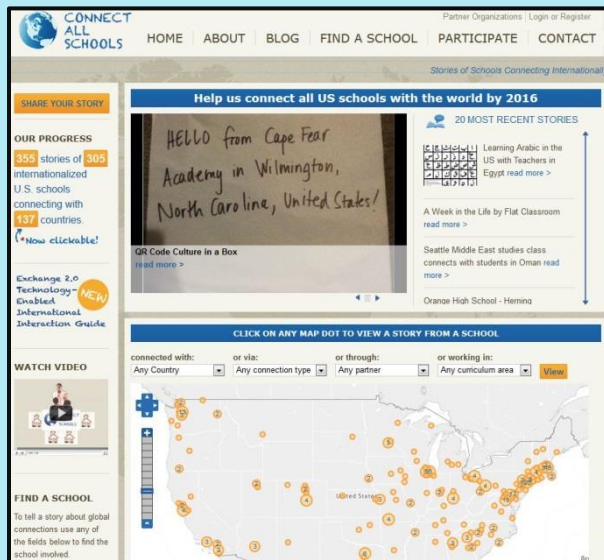 CONNECT
ALL
SCHOOLS
Partner Organizations | Login or Register
HOME ABOUT BLOG FIND A SCHOOL PARTICIPATE CONTACT
Stories of Schools Connecting International
SHARE YOUR STORY
OUR PROGRESS
355 stories of 305
internationalized
U.S. schools
connecting with
137 countries.
Now clickable!
Exchange 2.0
Technology-
Enabled
International
Interaction Guide
NEW
WATCH VIDEO
SCHOOLS
FIND A SCHOOL
To tell a story about global
connections use any of
the fields below to find the
school involved.
Help us connect all US schools with the world by 2016
HELLO from Cape Fear
Academy in Wilmington,
North Carolina, United States!
QR Code Culture in a Box
read more >
20 MOST RECENT STORIES
Learning Arabic in the
US with Teachers in
Egypt read more >
A Week in the Life by Flat Classroom
read more >
Seattle Middle East studies class
connects with students in Oman read
more >
Orange High School - Herning
CLICK ON ANY MAP DOT TO VIEW A STORY FROM A SCHOOL
connected with: or via: or through: or working in:
Any Country Any connection type Any partner Any curriculum area View
United States